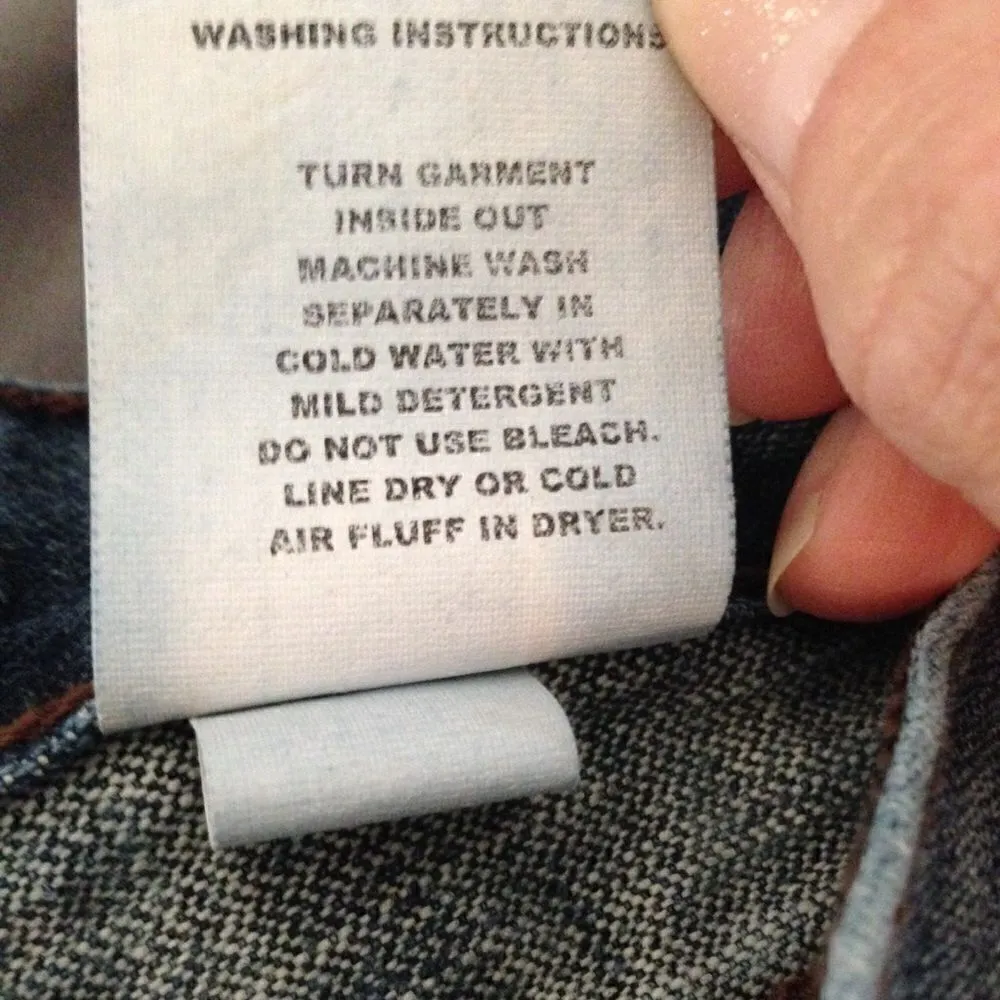 WASHING INSTRUCTIONS
TURN GARMENT
INSIDE OUT
MACHINE WASH
SEPARATELY IN
COLD WATER WITH
MILD DETERGENT
DO NOT USE BLEACH.
LINE DRY OR COLD
AIR FLUFF IN DRYER.